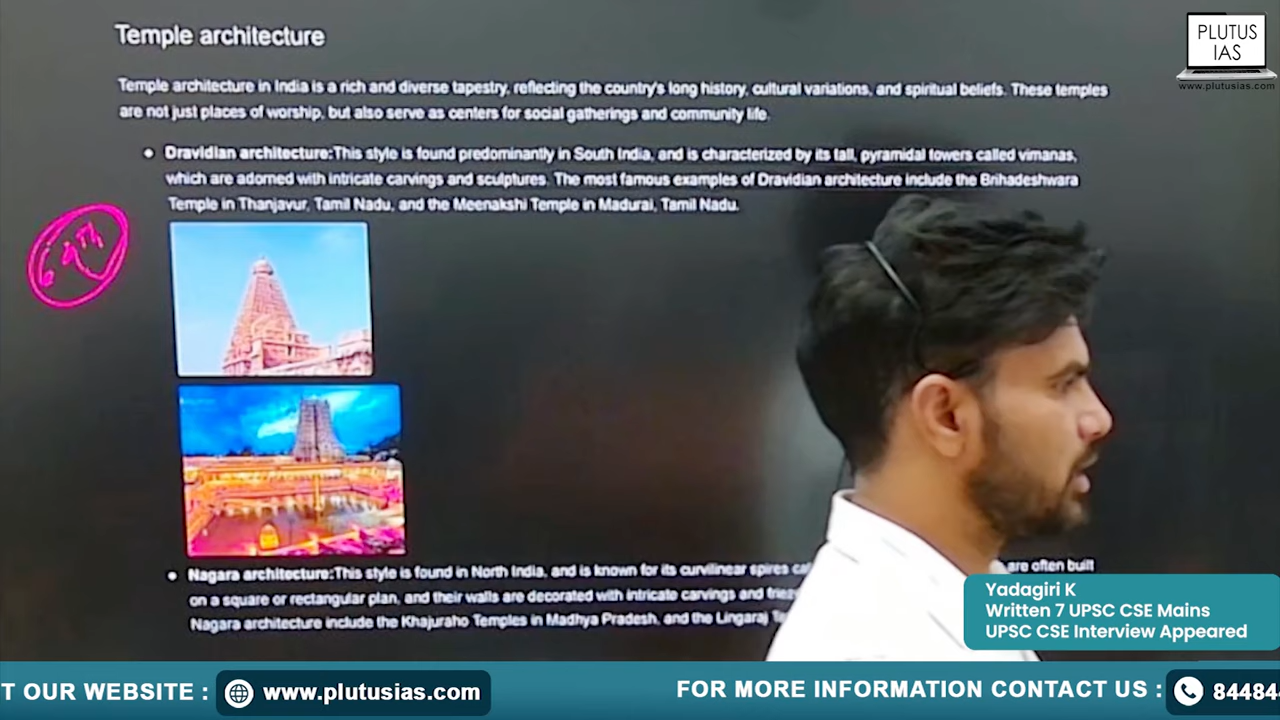 Temple architecture
PLUTUS
IAS
www.plutusias.com
Temple architecture in India is a rich and diverse tapestry, reflecting the country's long history, cultural variations, and spiritual beliefs. These temples
are not just places of worship, but also serve as centers for social gatherings and community life.
• Dravidian architecture:This style is found predominantly in South India, and is characterized by its tall, pyramidal towers called vimanas,
which are adorned with intricate carvings and sculptures. The most famous examples of Dravidian architecture include the Brihadeshwara
Temple in Thanjavur, Tamil Nadu, and the Meenakshi Temple in Madurai, Tamil Nadu.
• Nagara architecture:This style is found in North India, and is known for its curvilinear spires are often built
on a square or rectangular plan, and their walls are decorated with intricate carvings and
Nagara architecture include the Khajuraho Temples in Madhya Pradesh, and the Lingaraj
Yadagiri K
Written 7 UPSC CSE Mains
UPSC CSE Interview Appeared
T OUR WEBSITE : www.plutusias.com FOR MORE INFORMATION CONTACT US : 84484